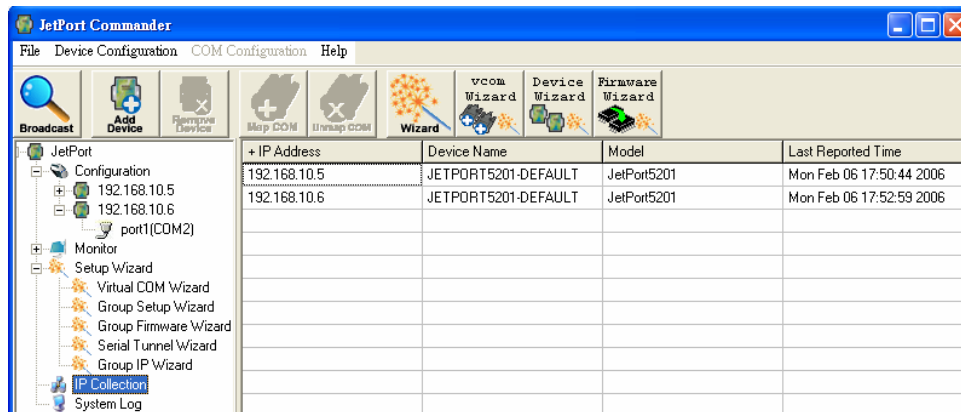 JetPort Commander
File Device Configuration COM Configuration Help
Broadcast
Add Device
Remove Device
Map COM
Unmap COM
Wizard
vcom Wizard
Device Wizard
Firmware Wizard
JetPort
Configuration
192.168.10.5
192.168.10.6
port1(COM2)
Monitor
Setup Wizard
Virtual COM Wizard
Group Setup Wizard
Group Firmware Wizard
Serial Tunnel Wizard
Group IP Wizard
IP Collection
System Log
+ IP Address Device Name Model Last Reported Time
192.168.10.5 JETPORT5201-DEFAULT JetPort5201 Mon Feb 06 17:50:44 2006
192.168.10.6 JETPORT5201-DEFAULT JetPort5201 Mon Feb 06 17:52:59 2006